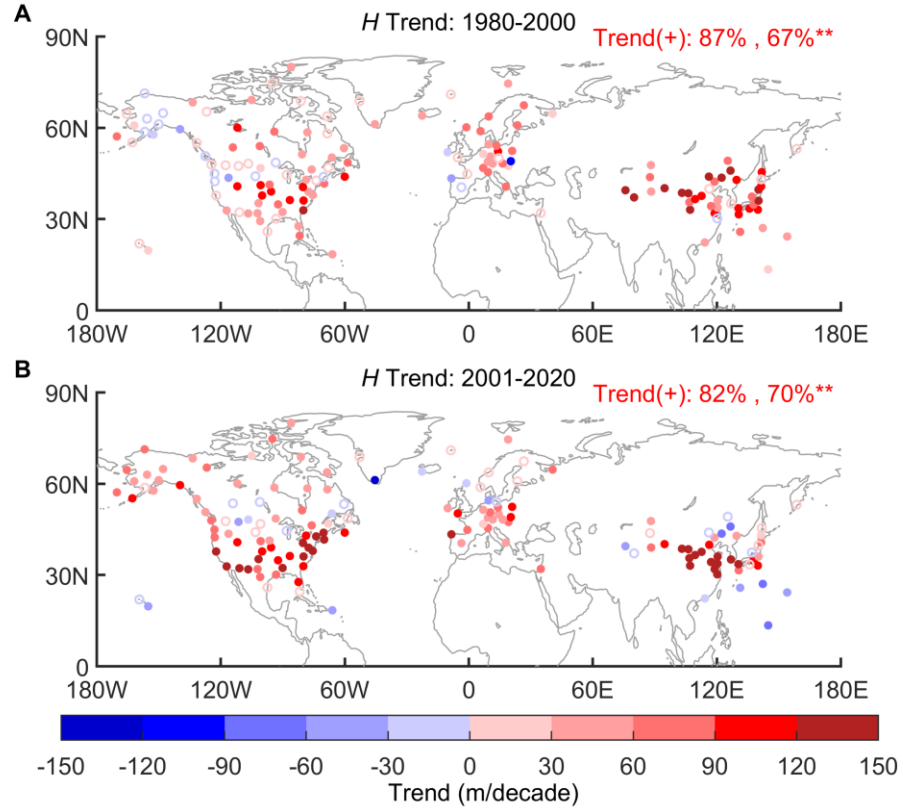 A
H Trend: 1980-2000
Trend(+): 87% , 67%**
90N
60N
30N
0
180W 120W 60W 0 60E 120E 180E
B
H Trend: 2001-2020
Trend(+): 82% , 70%**
90N
60N
30N
0
180W 120W 60W 0 60E 120E 180E
-150 -120 -90 -60 -30 0 30 60 90 120 150
Trend (m/decade)